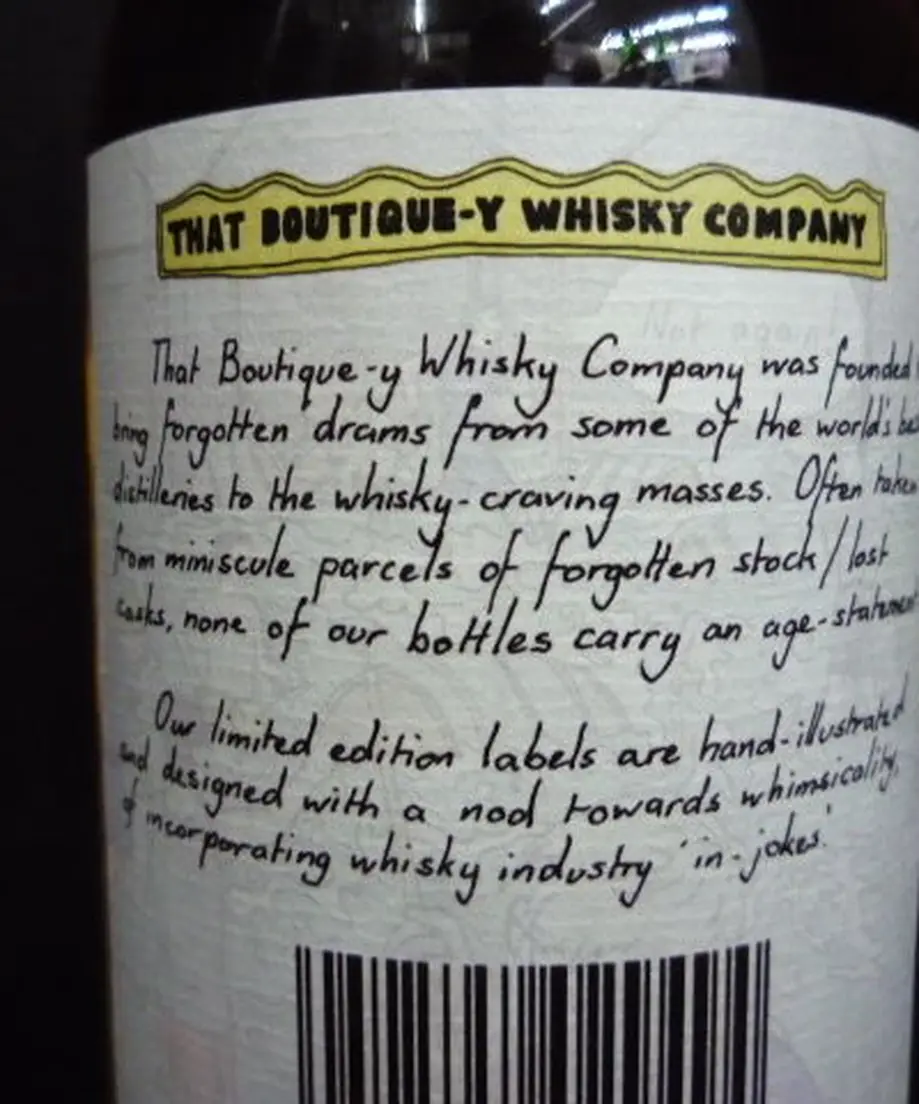 THAT BOUTIQUE-Y WHISKY COMPANY
That Boutique-y Whisky Company was founded
bring forgotten drams from some of the world's
distilleries to the whisky-craving masses. Often taken
from miniscule parcels of forgotten stock/lost
casks, none of our bottles carry an age-statement
Our limited edition labels are hand-illustrated
and designed with a nod towards whimsicality,
of incorporating whisky industry 'in-jokes'